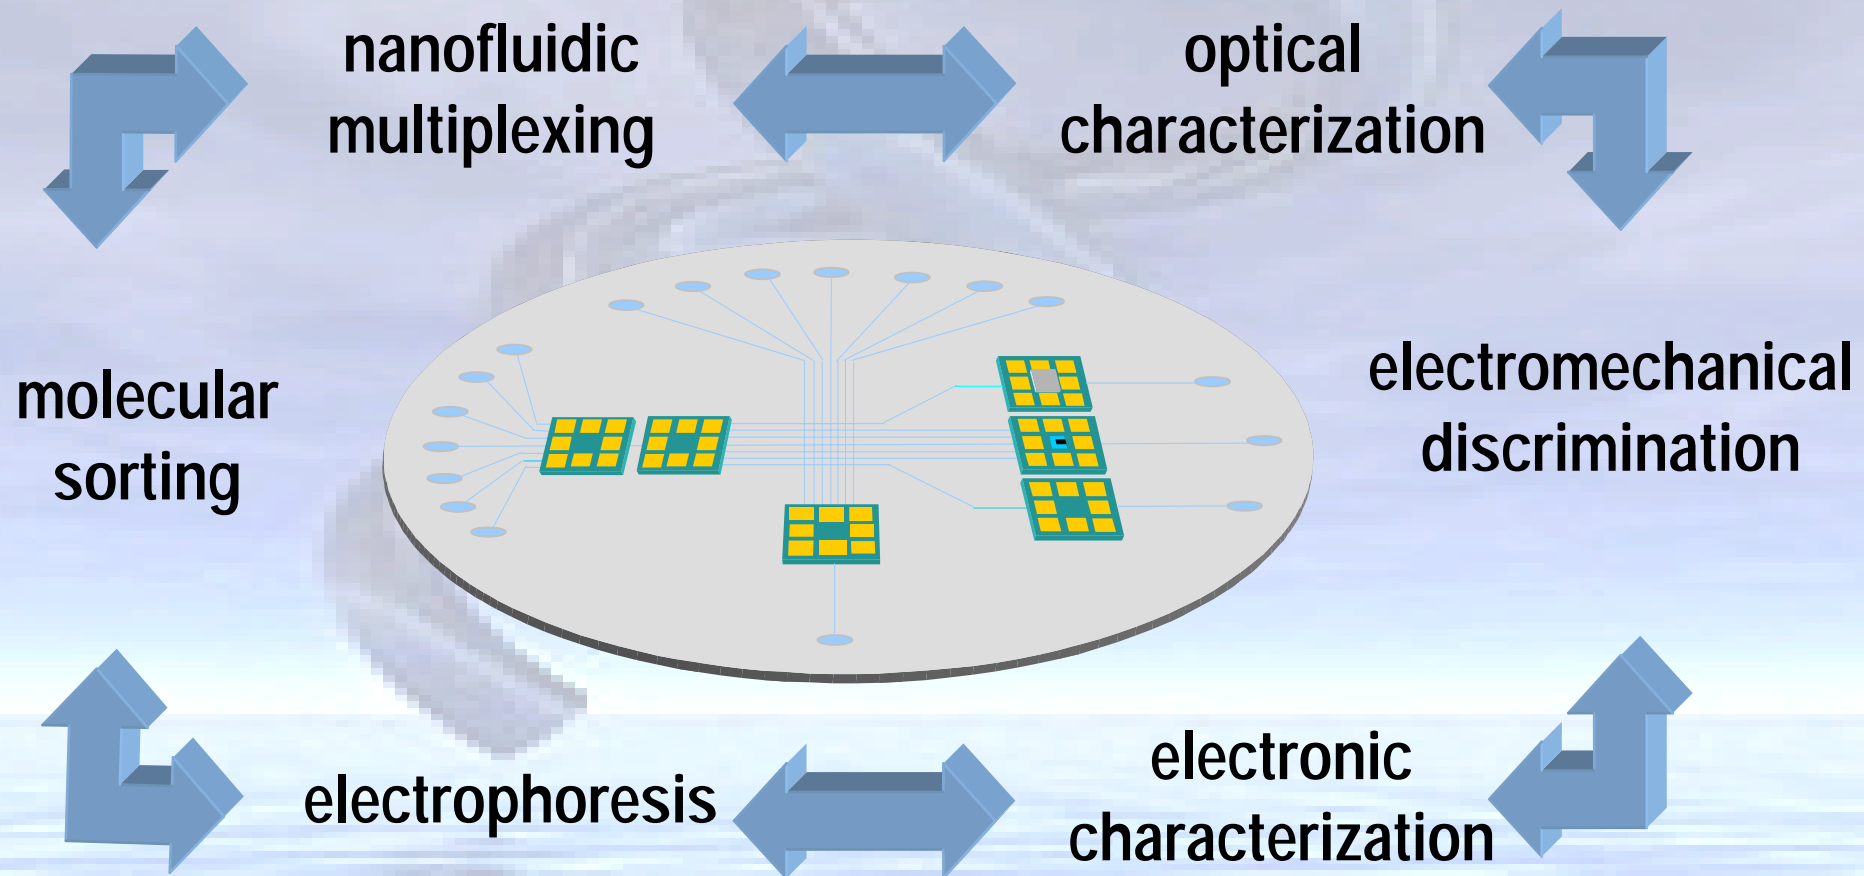 nanofluidic
multiplexing
optical
characterization
molecular
sorting
electromechanical
discrimination
electrophoresis
electronic
characterization